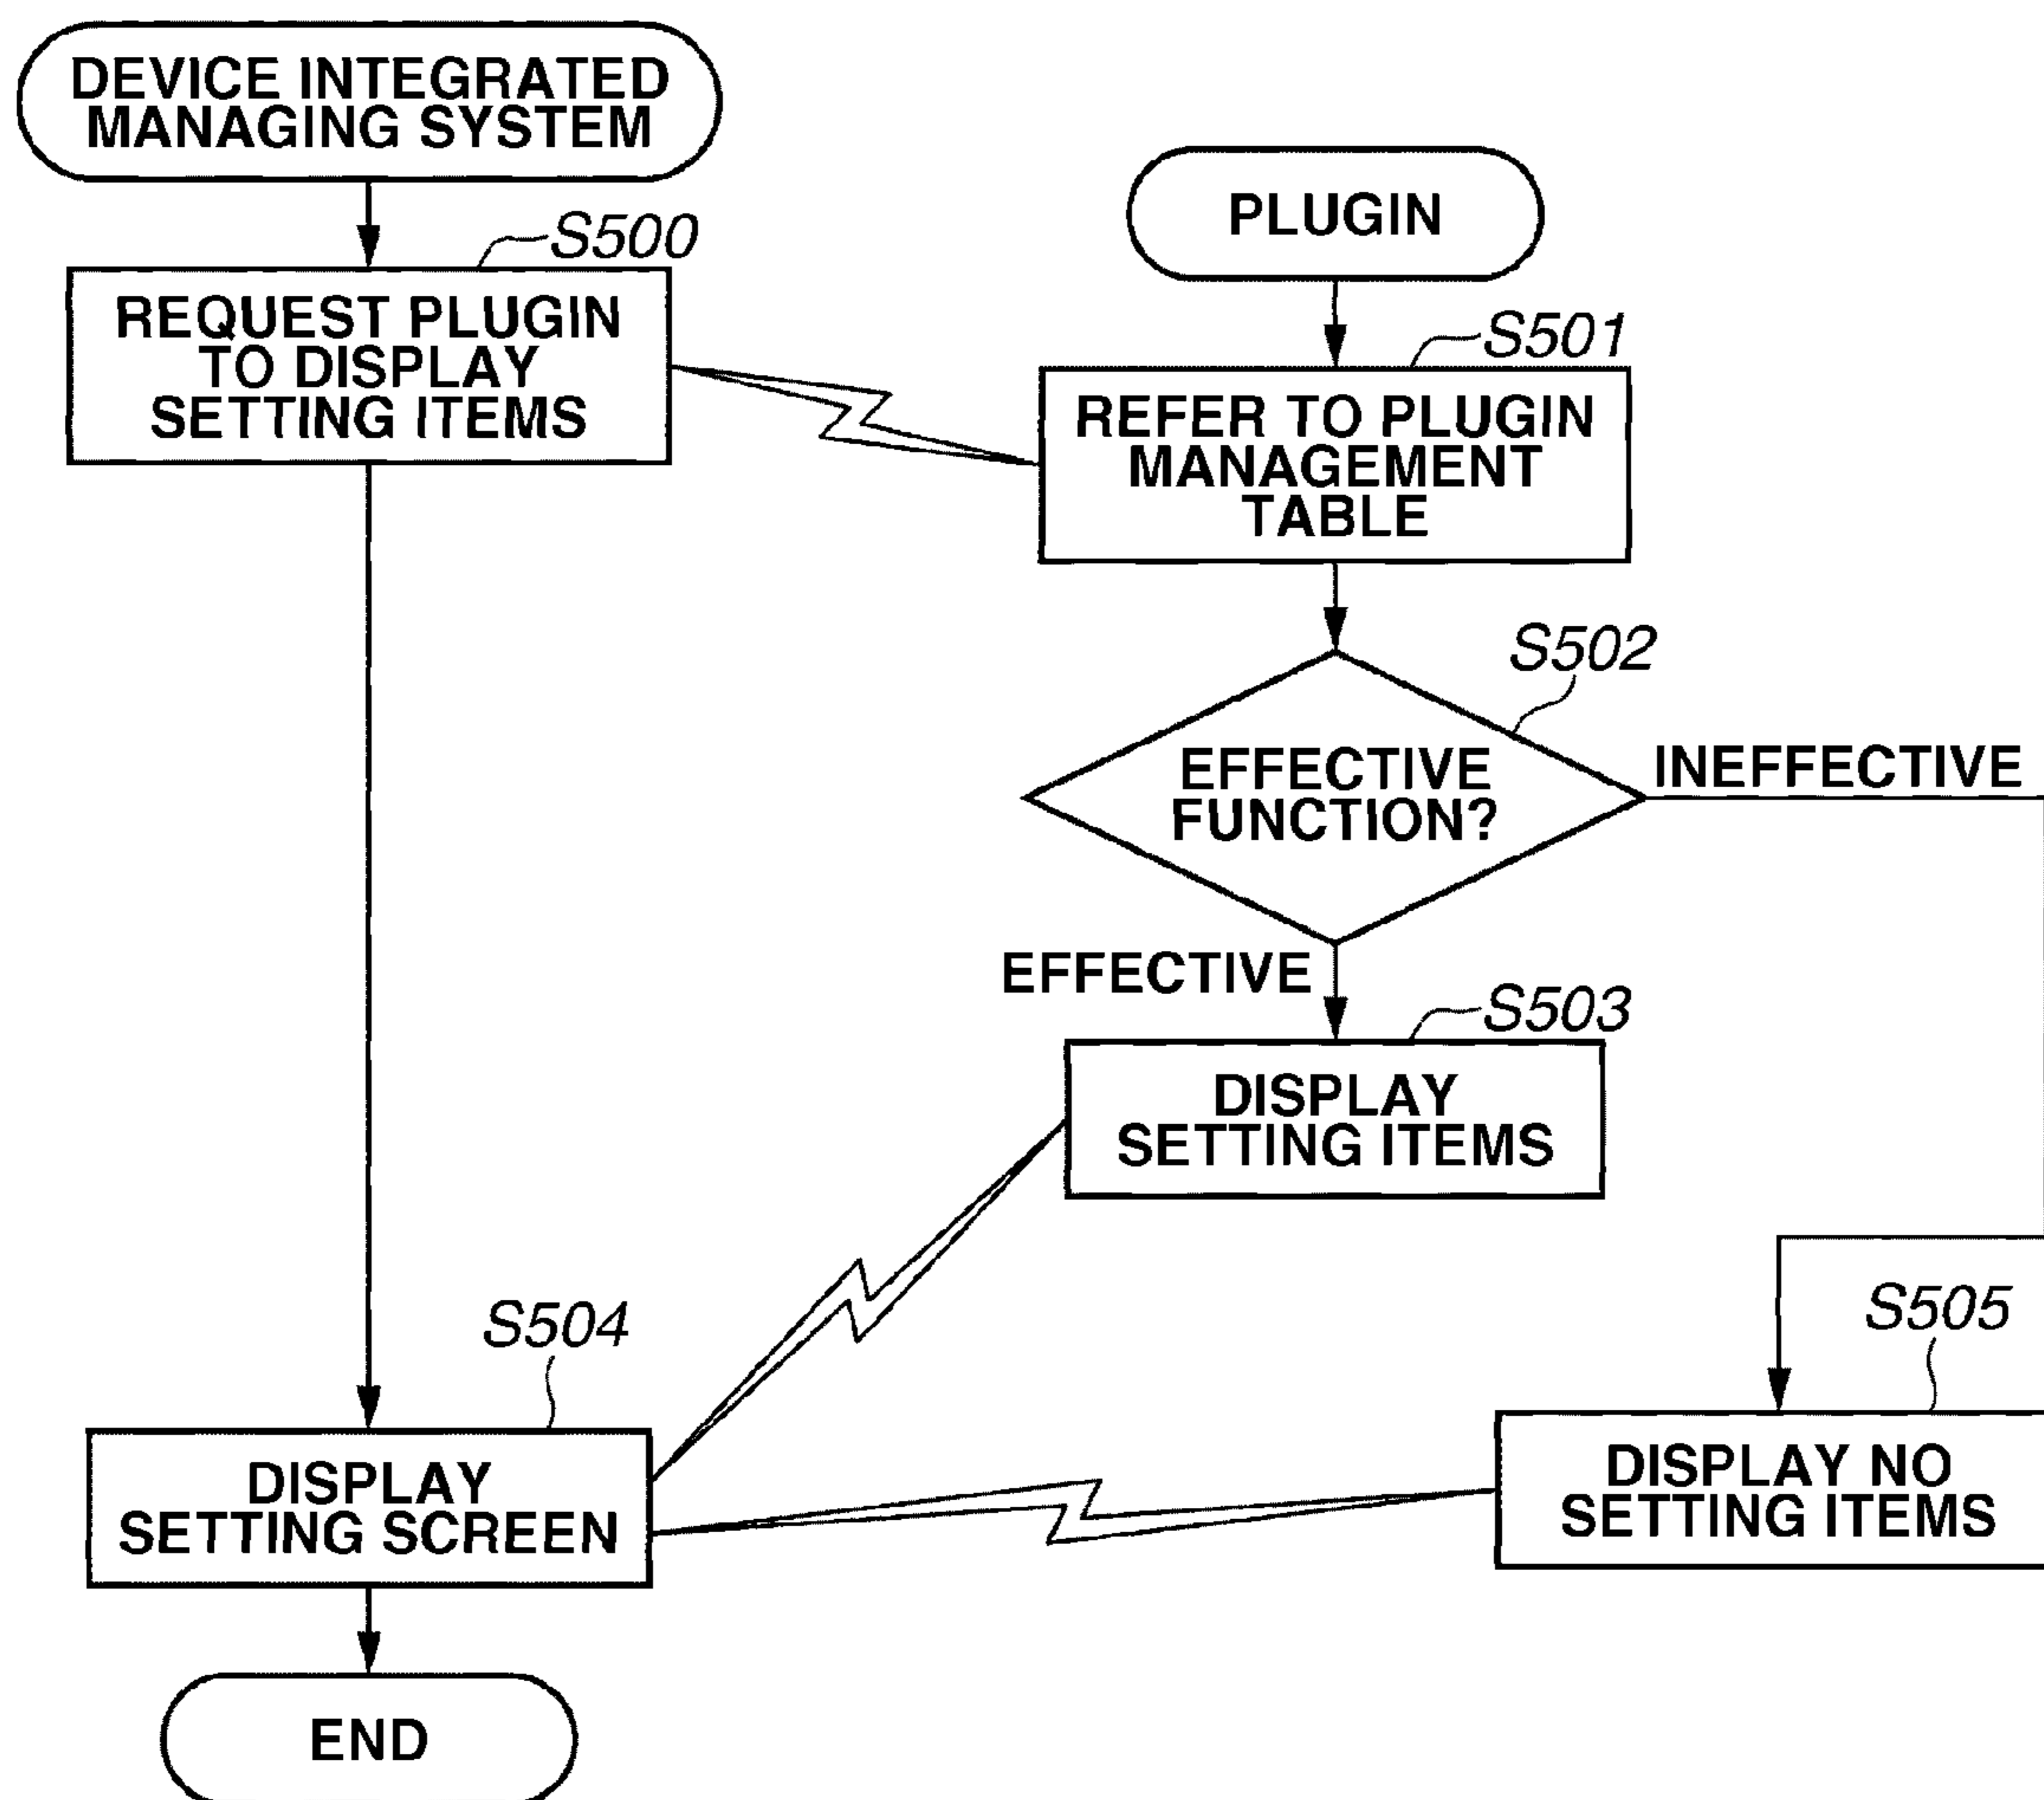 DEVICE INTEGRATED
MANAGING SYSTEM
S500
REQUEST PLUGIN
TO DISPLAY
SETTING ITEMS
PLUGIN
S501
REFER TO PLUGIN
MANAGEMENT
TABLE
S502
EFFECTIVE
FUNCTION?
INEFFECTIVE
EFFECTIVE
S503
DISPLAY
SETTING ITEMS
S504
DISPLAY
SETTING SCREEN
S505
DISPLAY NO
SETTING ITEMS
END